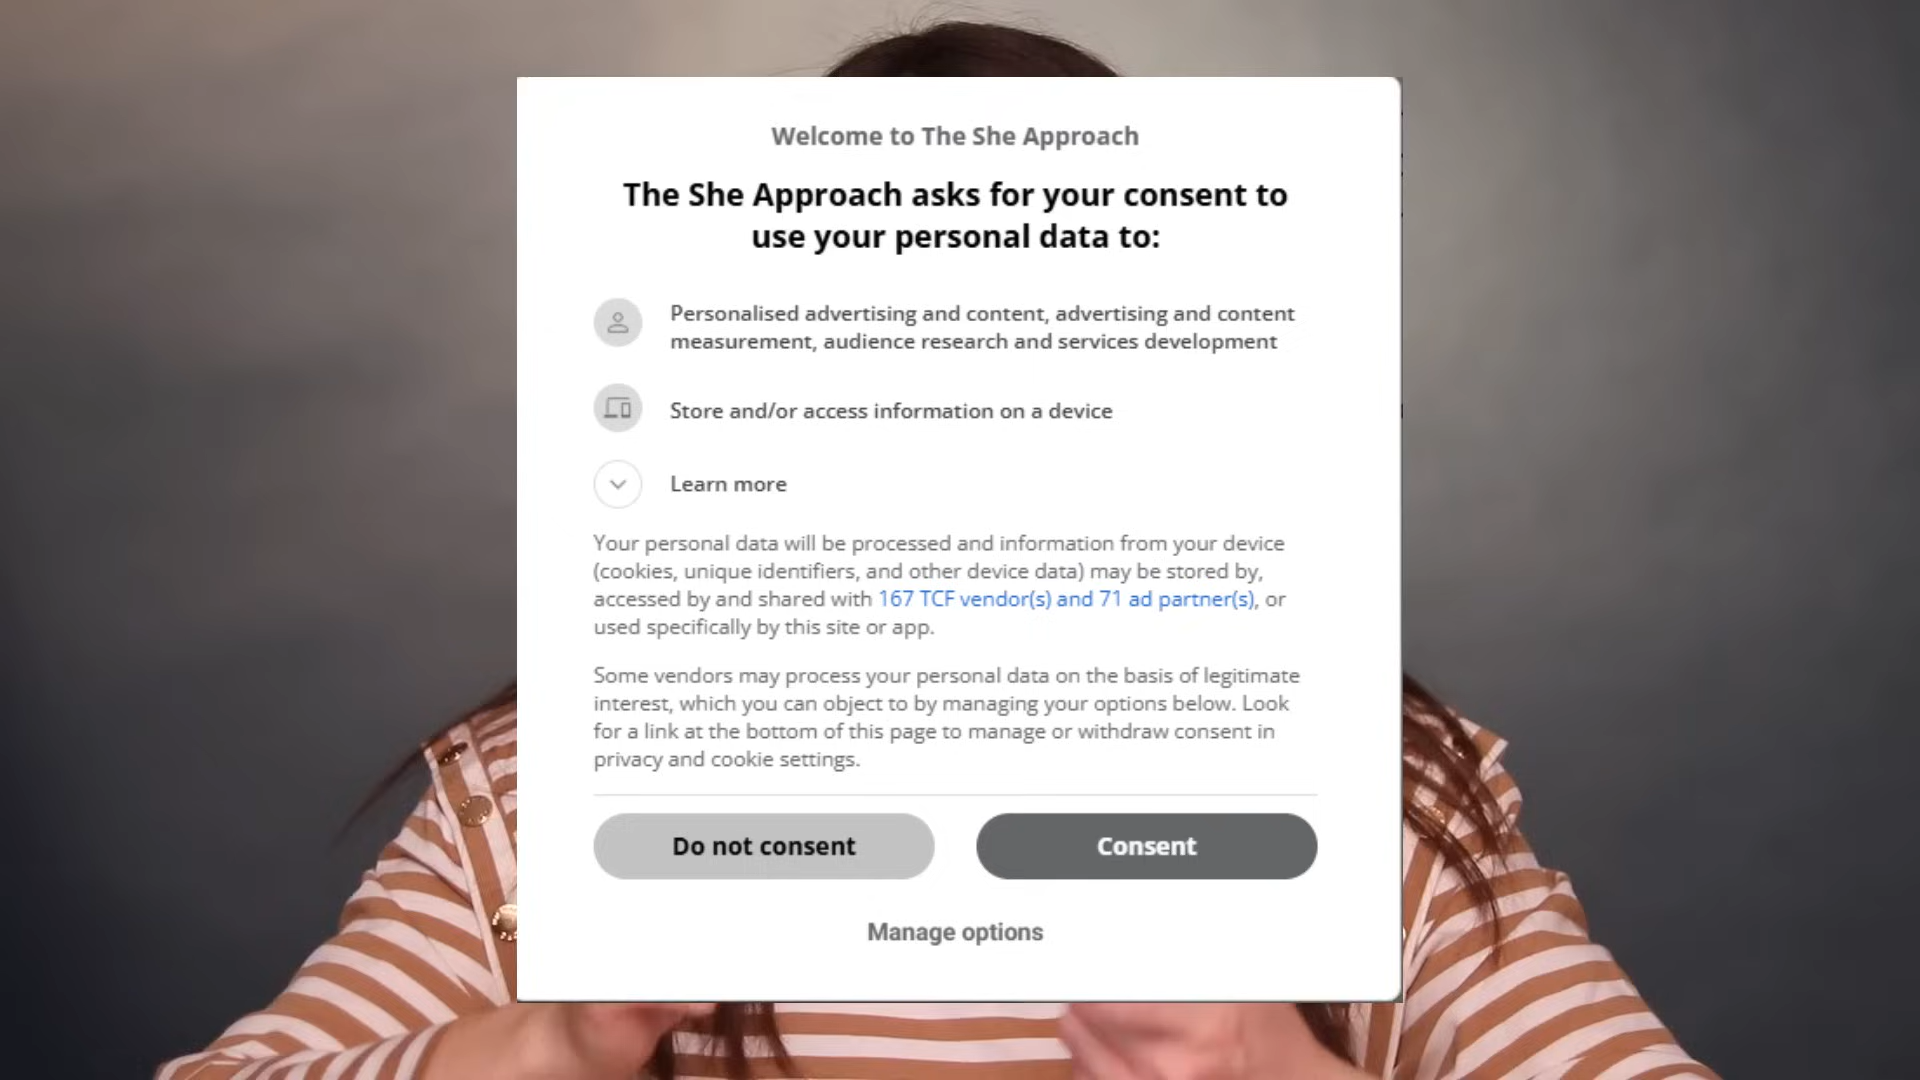 Welcome to The She Approach
The She Approach asks for your consent to
use your personal data to:
Personalised advertising and content, advertising and content
measurement, audience research and services development
Store and/or access information on a device
Learn more
Your personal data will be processed and information from your device
(cookies, unique identifiers, and other device data) may be stored by,
accessed by and shared with 167 TCF vendor(s) and 71 ad partner(s), or
used specifically by this site or app.
Some vendors may process your personal data on the basis of legitimate
interest, which you can object to by managing your options below. Look
for a link at the bottom of this page to manage or withdraw consent in
privacy and cookie settings.
Do not consent
Consent
Manage options